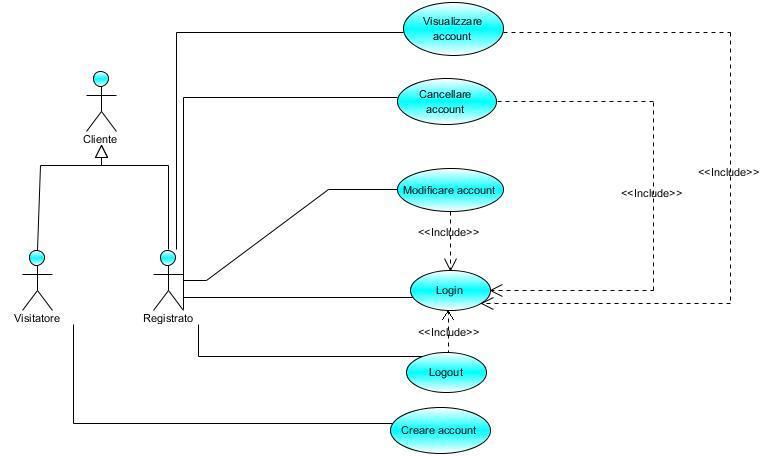 Visualizzare
account
Cancellare
account
Cliente
<<Include>>
<<Include>>
Modificare account
<<Include>>
Login
Visitatore
Registrato
<<Include>>
Logout
Creare account